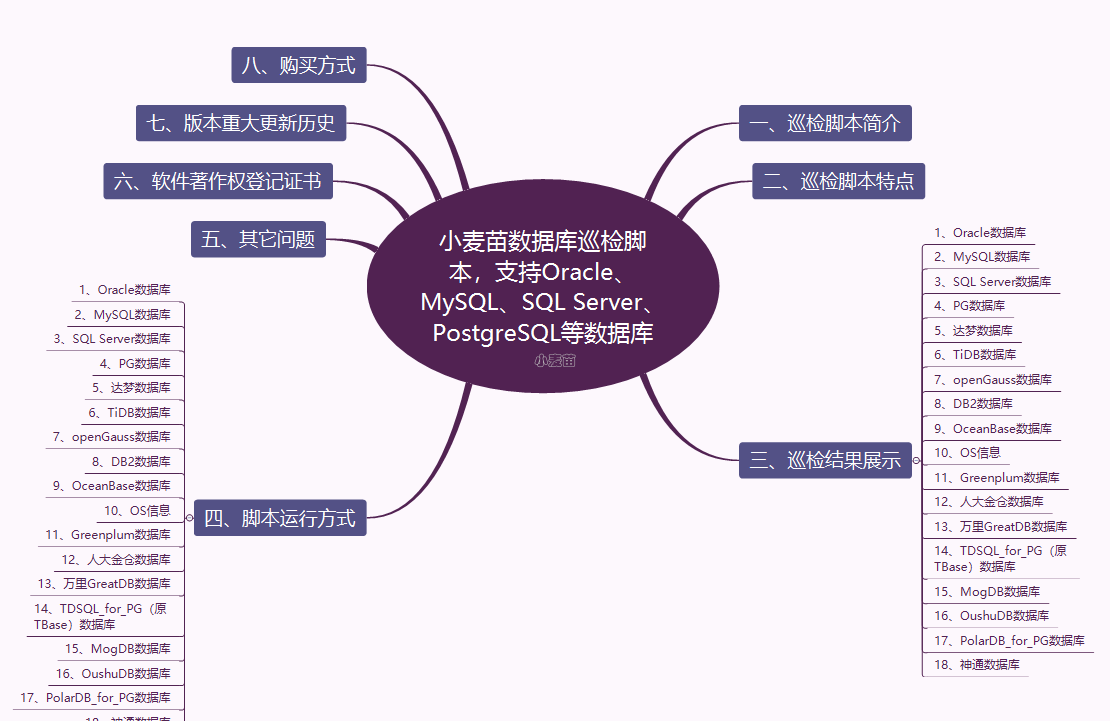 小麦苗数据库巡检脚
本，支持Oracle、
MySQL、SQL Server、
PostgreSQL等数据库
小麦苗
一、巡检脚本简介
二、巡检脚本特点
三、巡检结果展示
1、Oracle数据库
2、MySQL数据库
3、SQL Server数据库
4、PG数据库
5、达梦数据库
6、TiDB数据库
7、openGauss数据库
8、DB2数据库
9、OceanBase数据库
10、OS信息
11、Greenplum数据库
12、人大金仓数据库
13、万里GreatDB数据库
14、TDSQL_for_PG（原
TBase）数据库
15、MogDB数据库
16、OushuDB数据库
17、PolarDB_for_PG数据库
18、神通数据库
四、脚本运行方式
1、Oracle数据库
2、MySQL数据库
3、SQL Server数据库
4、PG数据库
5、达梦数据库
6、TiDB数据库
7、openGauss数据库
8、DB2数据库
9、OceanBase数据库
10、OS信息
11、Greenplum数据库
12、人大金仓数据库
13、万里GreatDB数据库
14、TDSQL_for_PG（原
TBase）数据库
15、MogDB数据库
16、OushuDB数据库
17、PolarDB_for_PG数据库
18、神通数据库
五、其它问题
六、软件著作权登记证书
七、版本重大更新历史
八、购买方式